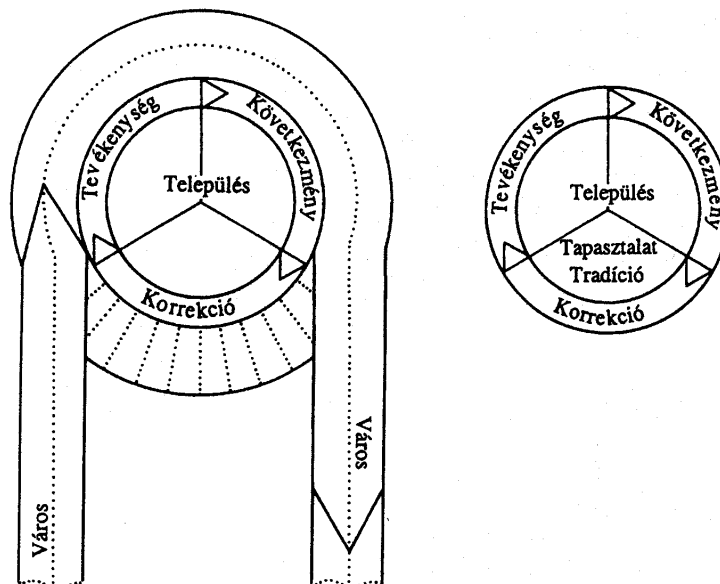 Tevékenység
Következmény
Település
Korrekció
Város
Város
Tevékenység
Következmény
Település
Tapasztalat
Tradíció
Korrekció